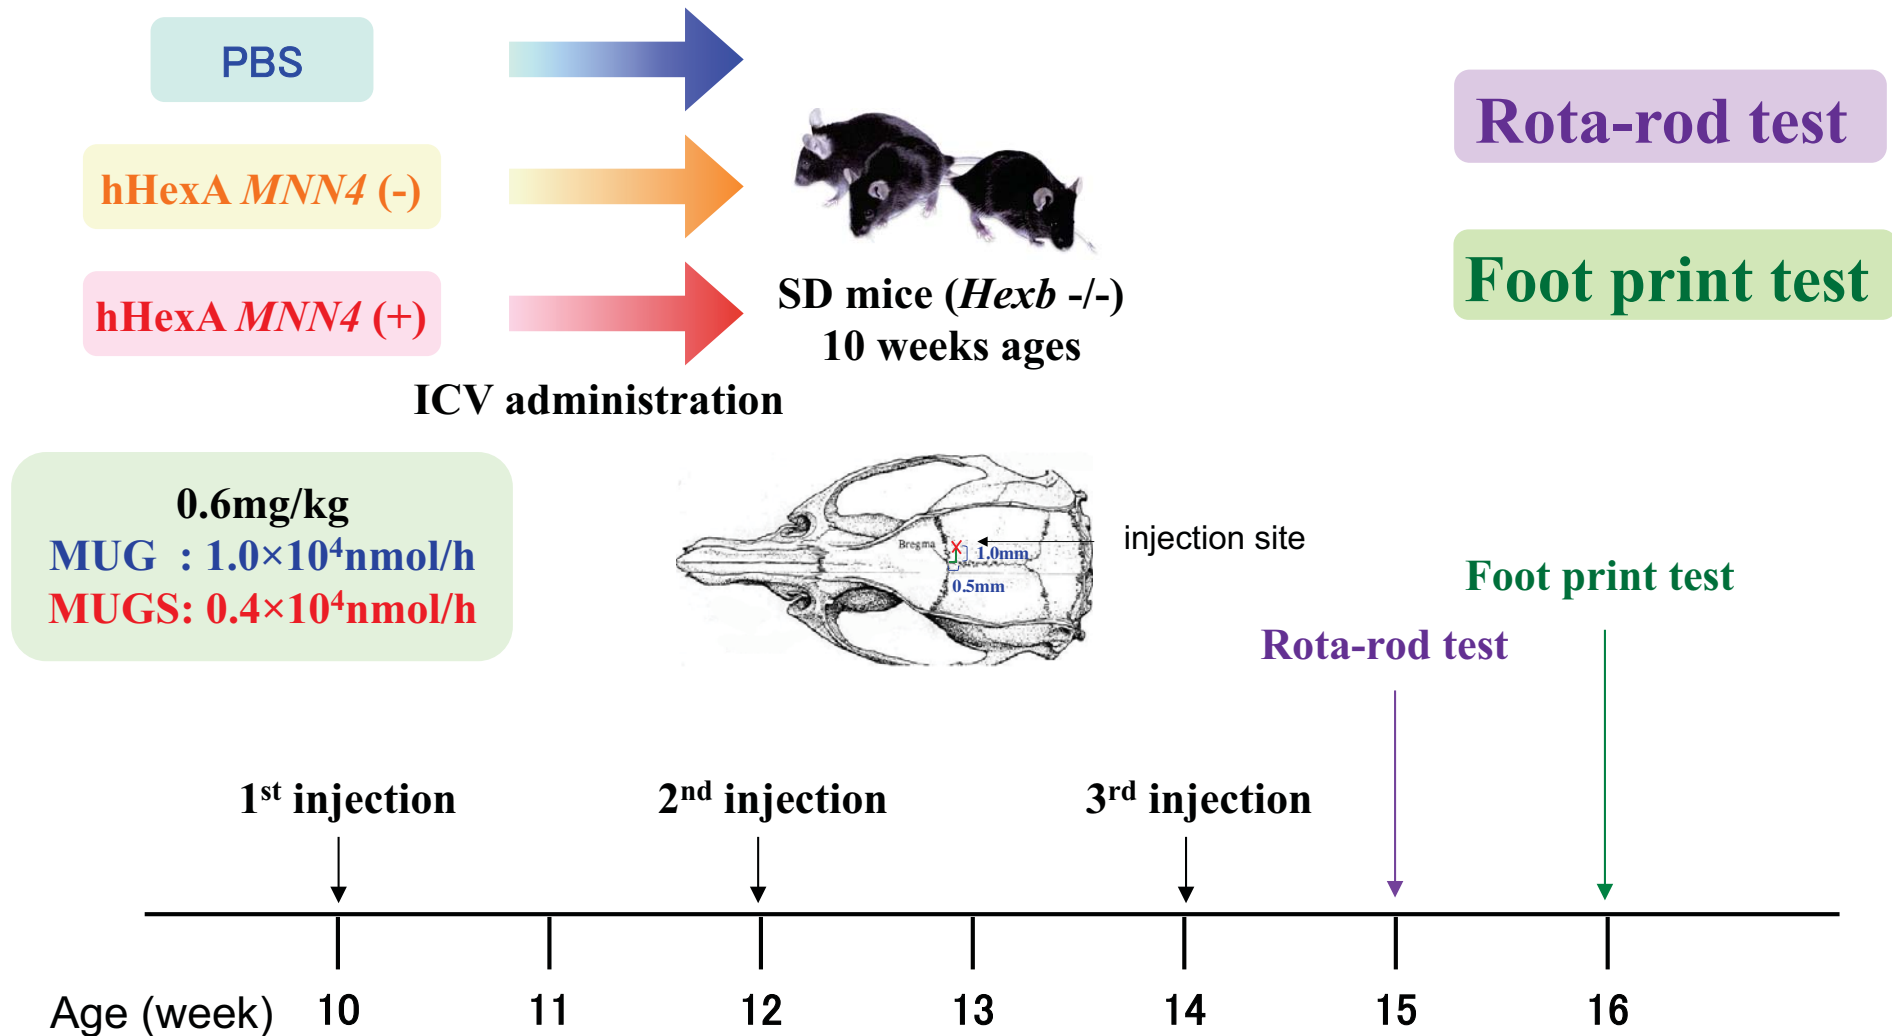 PBS
hHexA MNN4 (-)
hHexA MNN4 (+)
ICV administration
SD mice (Hexb -/-)
10 weeks ages
Rota-rod test
Foot print test
0.6mg/kg
MUG : 1.0×10⁴nmol/h
MUGS: 0.4×10⁴nmol/h
Bregma
1.0mm
0.5mm
injection site
Foot print test
Rota-rod test
1st injection
2nd injection
3rd injection
Age (week) 10 11 12 13 14 15 16